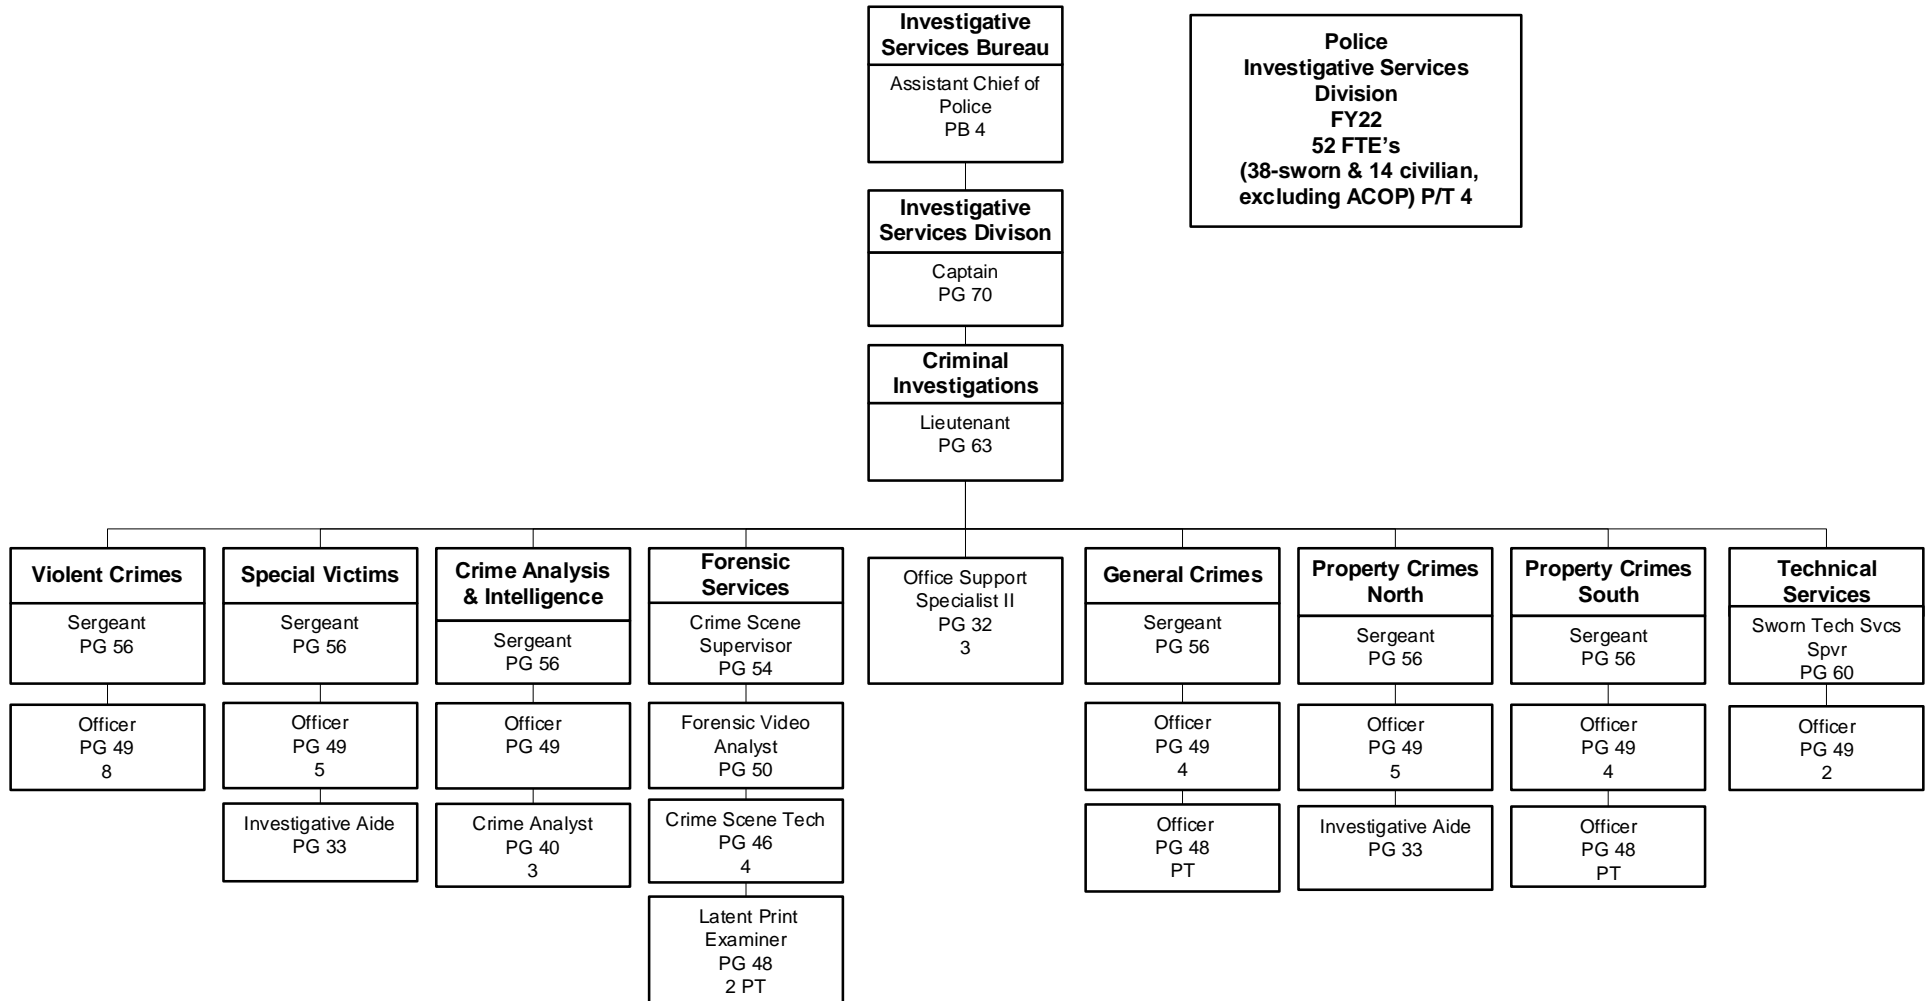 Investigative
Services Bureau
Assistant Chief of
Police
PB 4
Police
Investigative Services
Division
FY22
52 FTE’s
(38-sworn & 14 civilian,
excluding ACOP) P/T 4
Investigative
Services Divison
Captain
PG 70
Criminal
Investigations
Lieutenant
PG 63
Violent Crimes
Sergeant
PG 56
Officer
PG 49
8
Special Victims
Sergeant
PG 56
Officer
PG 49
5
Investigative Aide
PG 33
Crime Analysis
& Intelligence
Sergeant
PG 56
Officer
PG 49
Crime Analyst
PG 40
3
Forensic
Services
Crime Scene
Supervisor
PG 54
Forensic Video
Analyst
PG 50
Crime Scene Tech
PG 46
4
Latent Print
Examiner
PG 48
2 PT
Office Support
Specialist II
PG 32
3
General Crimes
Sergeant
PG 56
Officer
PG 49
4
Officer
PG 48
PT
Property Crimes
North
Sergeant
PG 56
Officer
PG 49
5
Investigative Aide
PG 33
Property Crimes
South
Sergeant
PG 56
Officer
PG 49
4
Officer
PG 48
PT
Technical
Services
Sworn Tech Svcs
Spvr
PG 60
Officer
PG 49
2